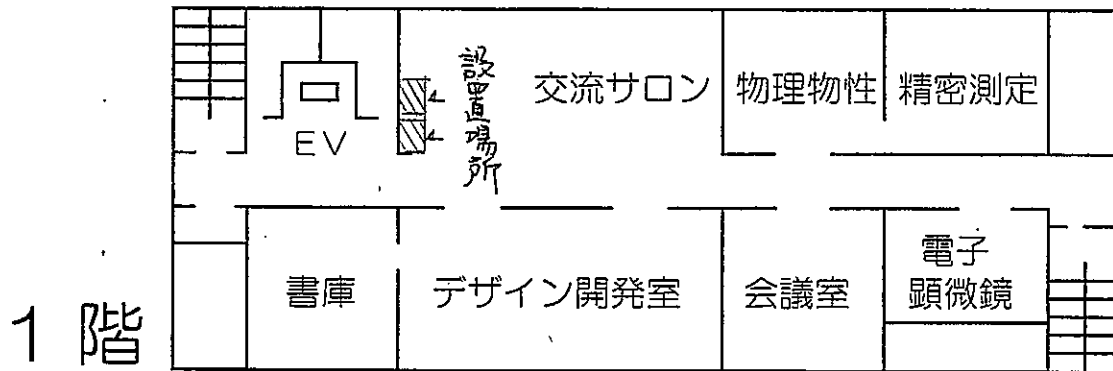 設置場所
交流サロン
物理物性
精密測定
EV
書庫
デザイン開発室
会議室
電子
顕微鏡
1階